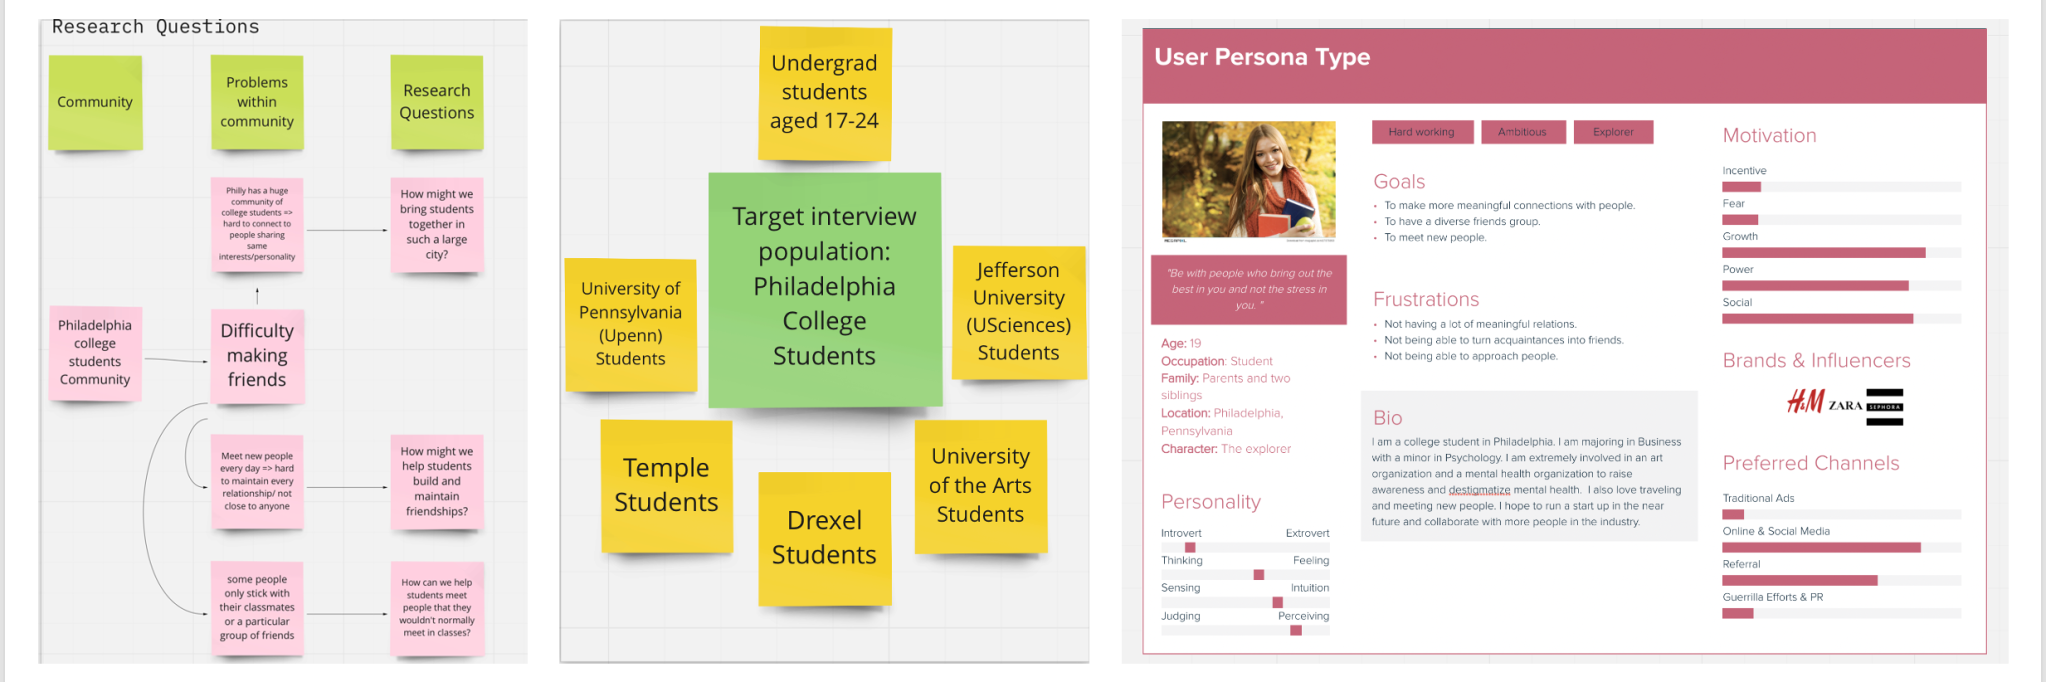 Research Questions
Community
Problems
within
community
Research
Questions
Philly has a huge
community of
college students =>
hard to connect to
people sharing
same
interests/personality
How might we
bring students
together in
such a large
city?
Philadelphia
college
students
Community
Difficulty
making
friends
Meet new people
every day => hard
to maintain every
relationship/ not
close to anyone
How might we
help students
build and
maintain
friendships?
some people
only stick with
their classmates
or a particular
group of friends
How can we help
students meet
people that they
wouldn't normally
meet in classes?
Undergrad
students
aged 17-24
Target interview
population:
Philadelphia
College
Students
University of
Pennsylvania
(Upenn)
Students
Jefferson
University
(USciences)
Students
Temple
Students
Drexel
Students
University
of the Arts
Students
User Persona Type
"Be with people who bring out the
best in you and not the stress in
you. "
Age: 19
Occupation: Student
Family: Parents and two
siblings
Location: Philadelphia,
Pennsylvania
Character: The explorer
Personality
Introvert Extrovert
Thinking Feeling
Sensing Intuition
Judging Perceiving
Hard working Ambitious Explorer
Goals
• To make more meaningful connections with people.
• To have a diverse friends group.
• To meet new people.
Frustrations
• Not having a lot of meaningful relations.
• Not being able to turn acquaintances into friends.
• Not being able to approach people.
Bio
I am a college student in Philadelphia. I am majoring in Business
with a minor in Psychology. I am extremely involved in an art
organization and a mental health organization to raise
awareness and destigmatize mental health. I also love traveling
and meeting new people. I hope to run a start up in the near
future and collaborate with more people in the industry.
Motivation
Incentive
Fear
Growth
Power
Social
Brands & Influencers
H&M ZARA SEPHORA
Preferred Channels
Traditional Ads
Online & Social Media
Referral
Guerrilla Efforts & PR